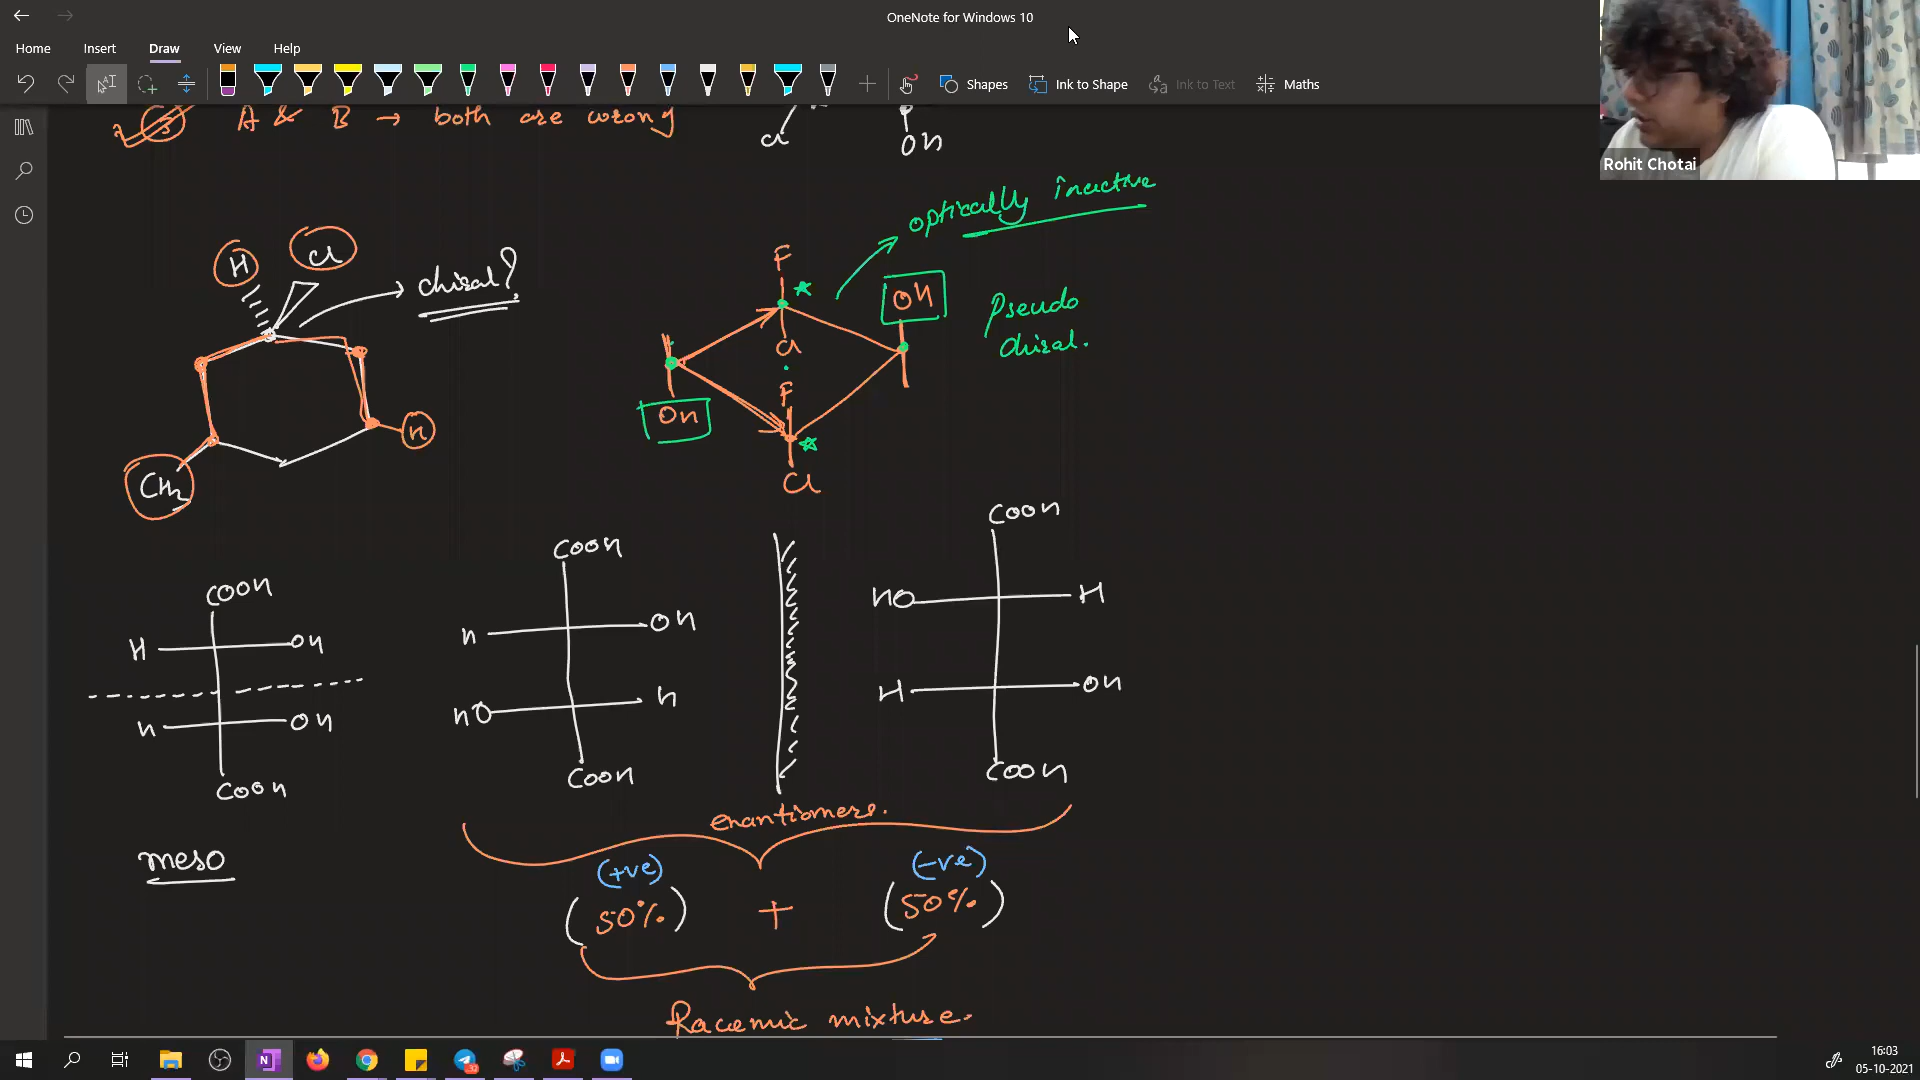 OneNote for Windows 10
Home Insert Draw View Help
Shapes Ink to Shape Ink to Text Maths
Rohit Chotai
A & B → both are wrong
Cl OH
optically inactive
H Cl
chiral?
F
OH
Pseudo
chiral.
Cl
F
OH
H
Cl
CH3
COOH
COOH
COOH
HO H
H OH
H OH
H OH
H OH
HO H
H OH
COOH
COOH
COOH
enantiomers.
meso
(+ve) (-ve)
(50%) + (50%)
Racemic mixture.
16:03
05-10-2021